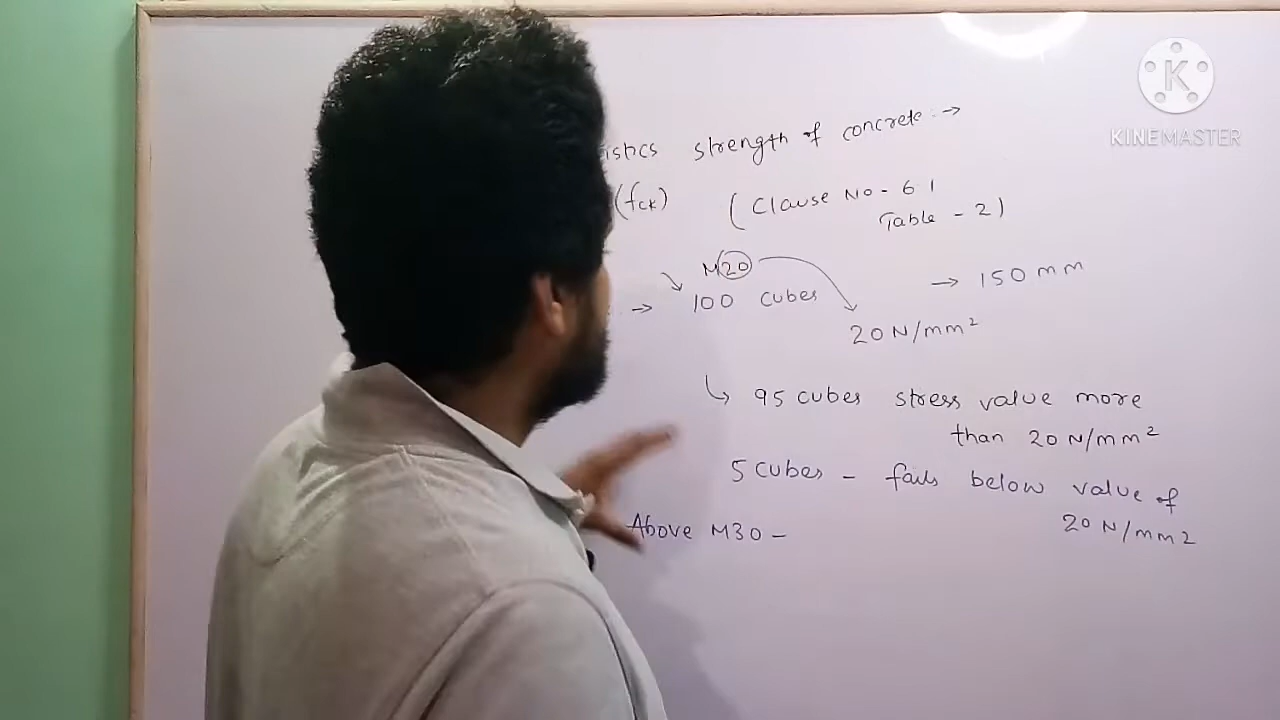 istics strength of concrete :→
(fck) (Clause No - 6 1
Table - 2)
M20
→ 100 cubes → 150 mm
20 N/mm²
↳ 95 cubes stress value more
than 20 N/mm²
5 cubes - fails below value of
20 N/mm²
Above M30 -
K
KINEMASTER